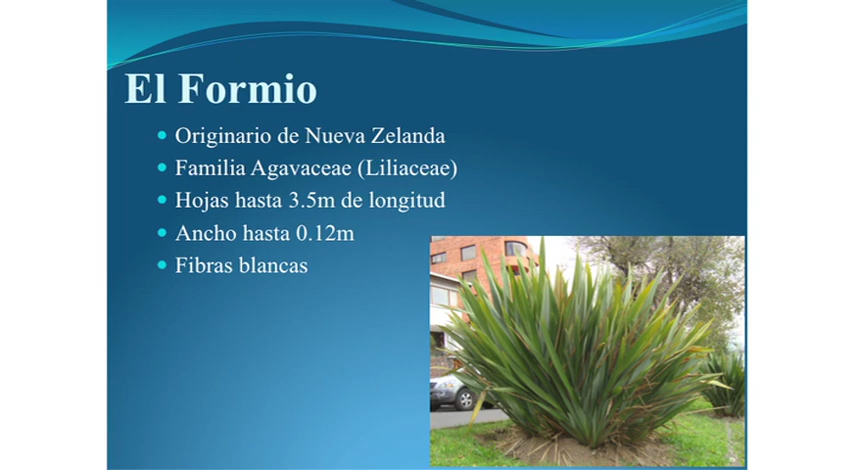 El Formio
Originario de Nueva Zelanda
Familia Agavaceae (Liliaceae)
Hojas hasta 3.5m de longitud
Ancho hasta 0.12m
Fibras blancas